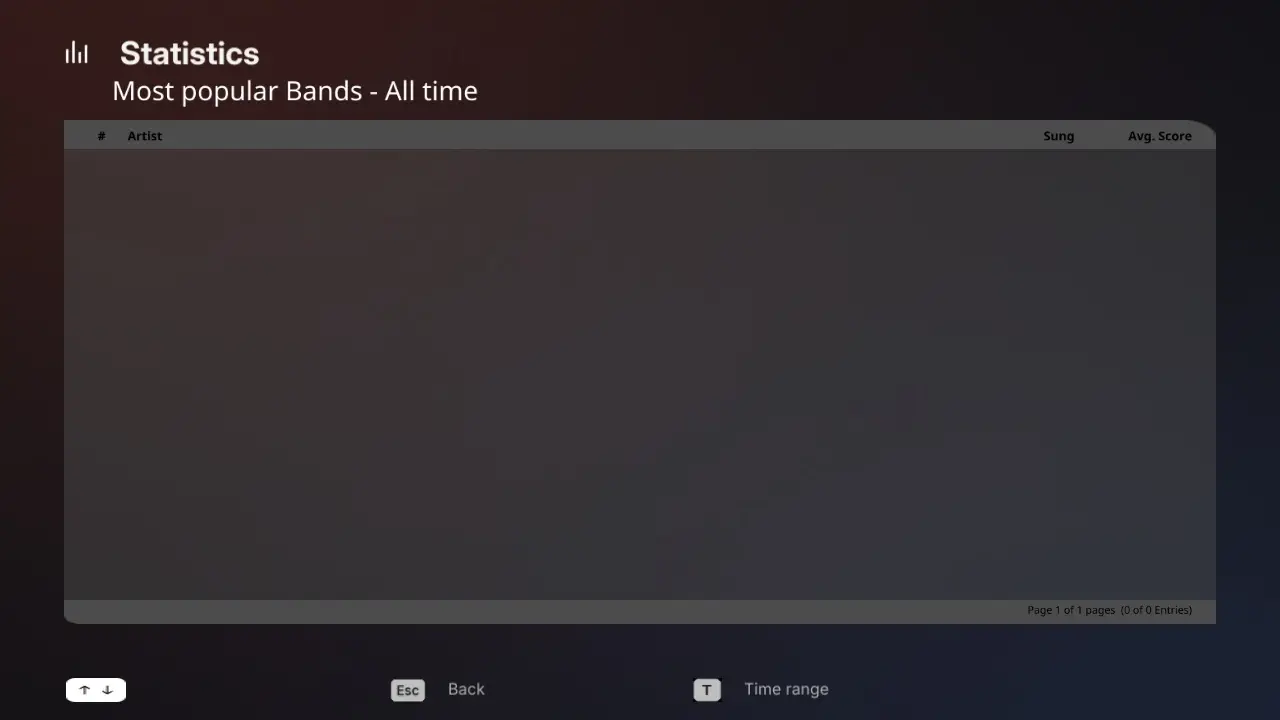 Statistics
Most popular Bands - All time
# Artist Sung Avg. Score
Page 1 of 1 pages (0 of 0 Entries)
↑ ↓ Esc Back T Time range